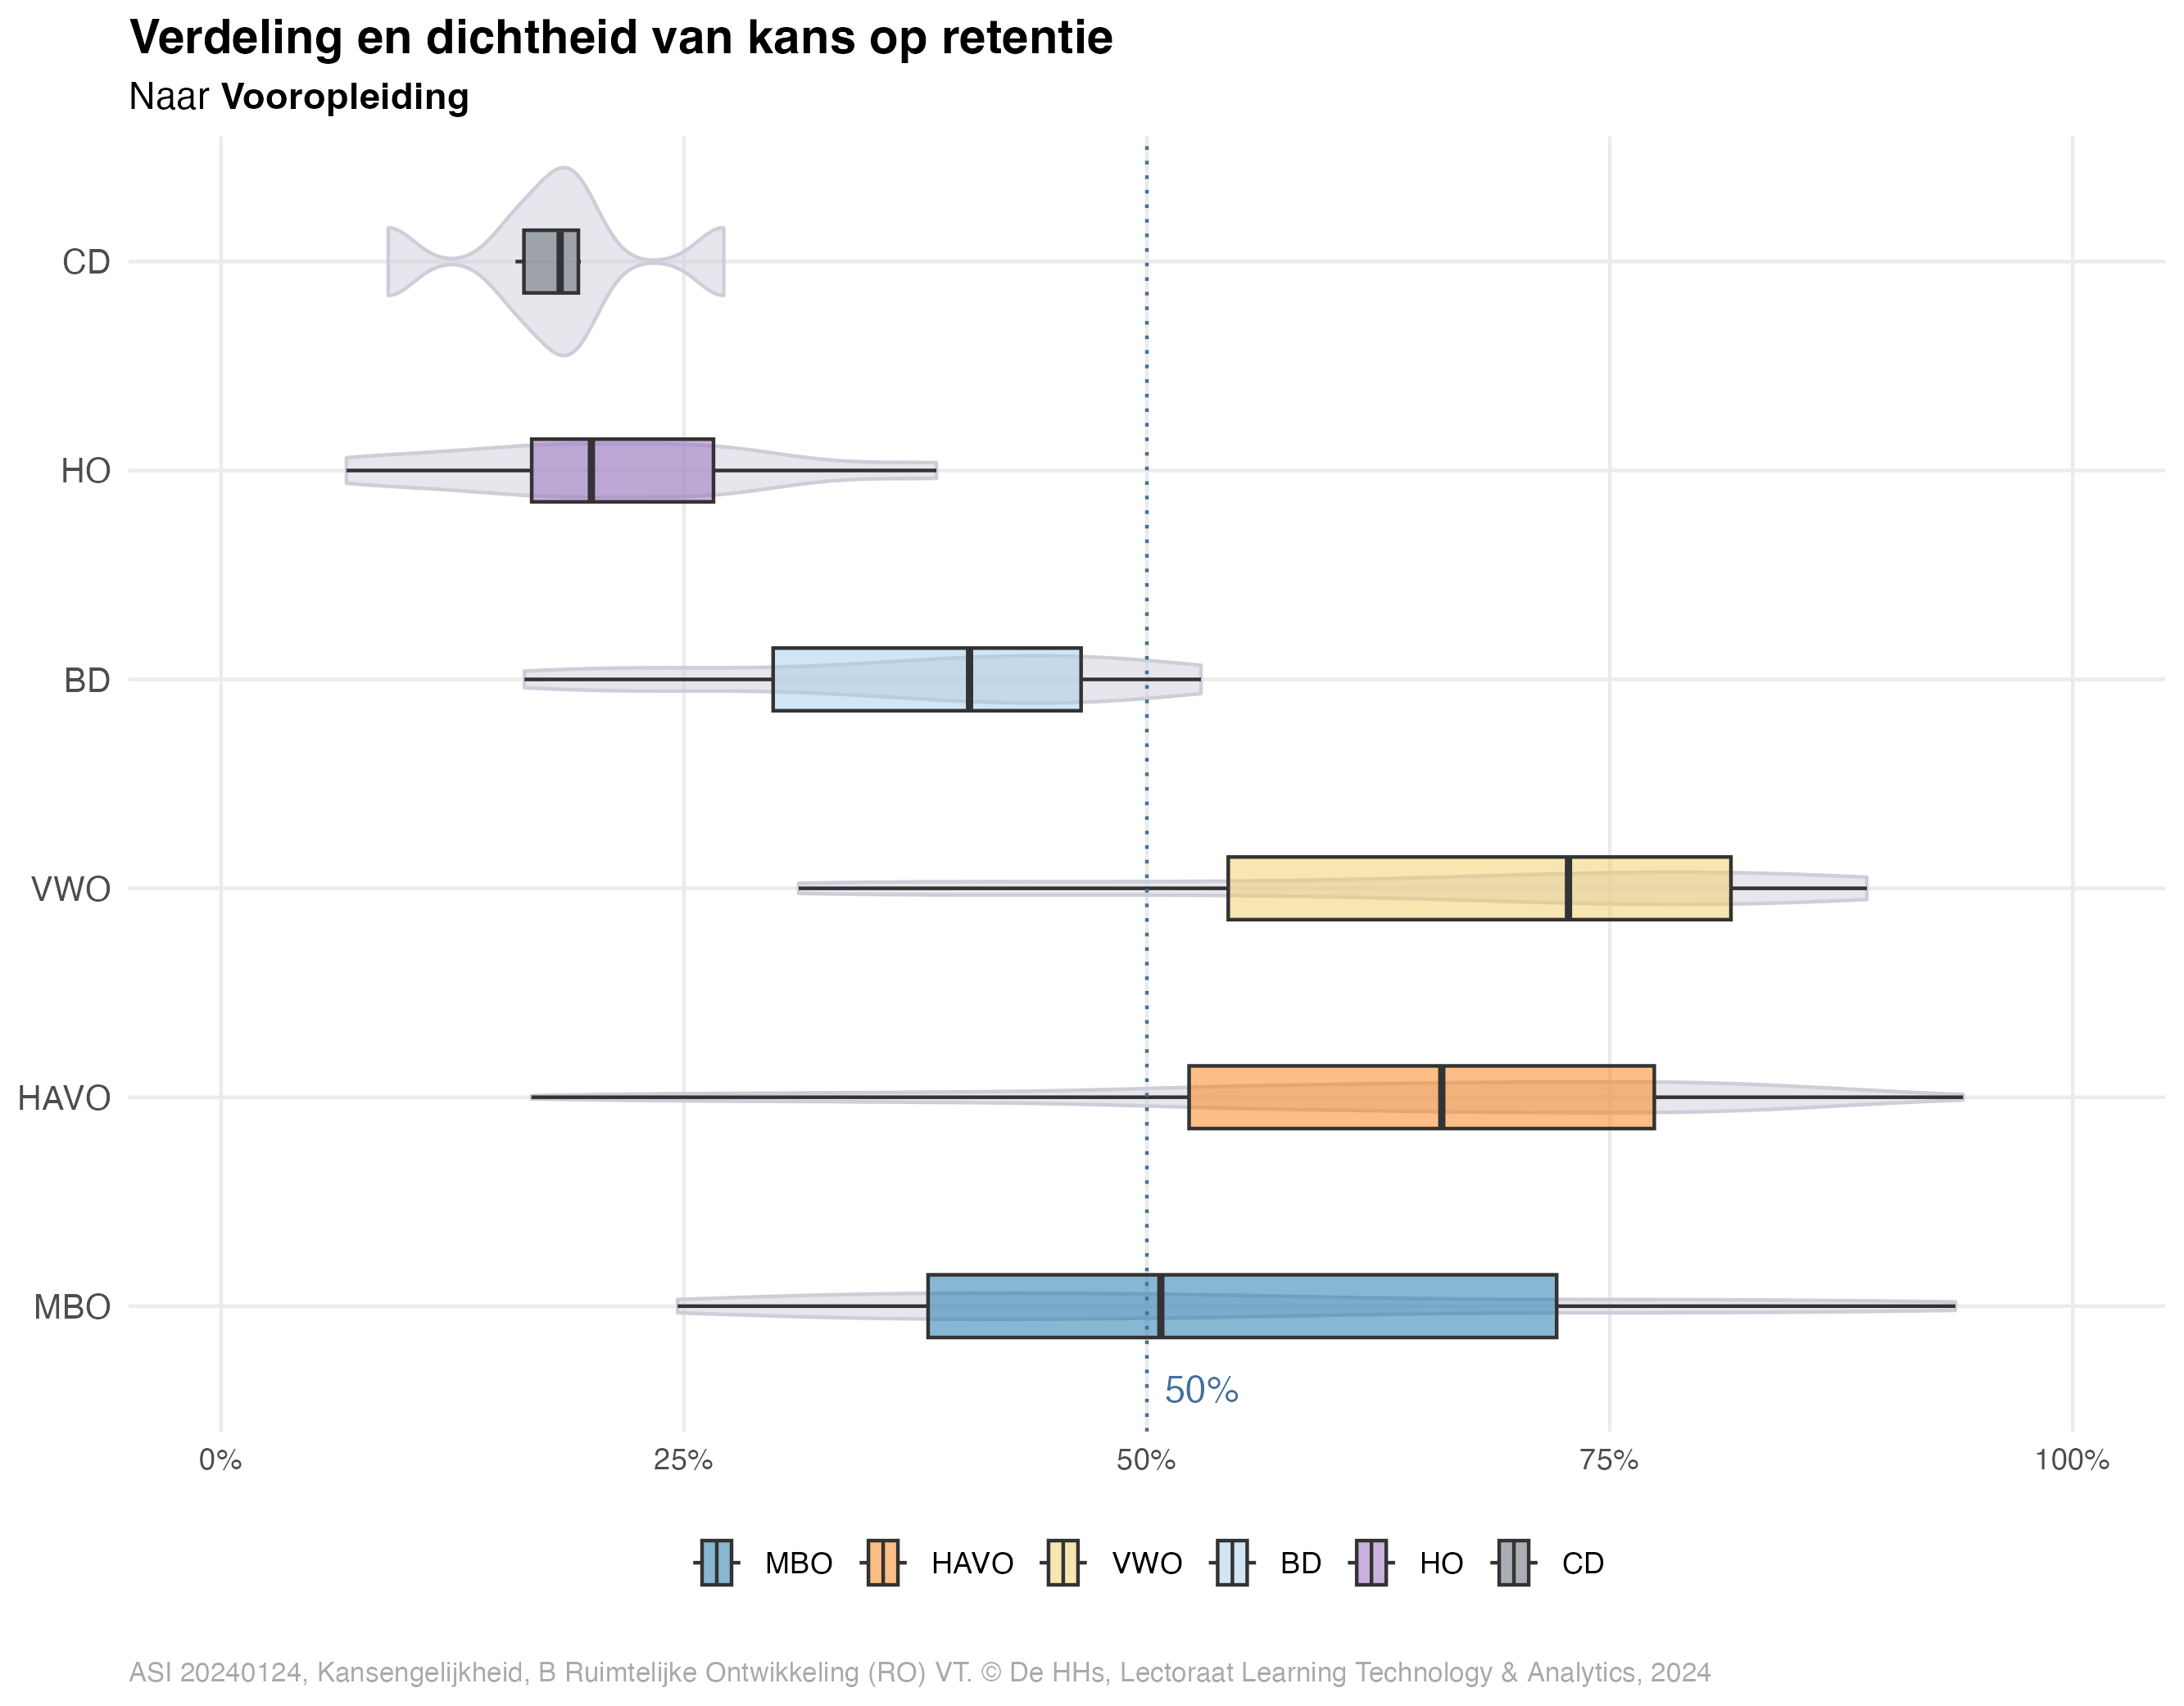 Verdeling en dichtheid van kans op retentie
Naar Vooropleiding
CD
HO
BD
VWO
HAVO
MBO
50%
0% 25% 50% 75% 100%
MBO HAVO VWO BD HO CD
ASI 20240124, Kansengelijkheid, B Ruimtelijke Ontwikkeling (RO) VT. © De HHs, Lectoraat Learning Technology & Analytics, 2024